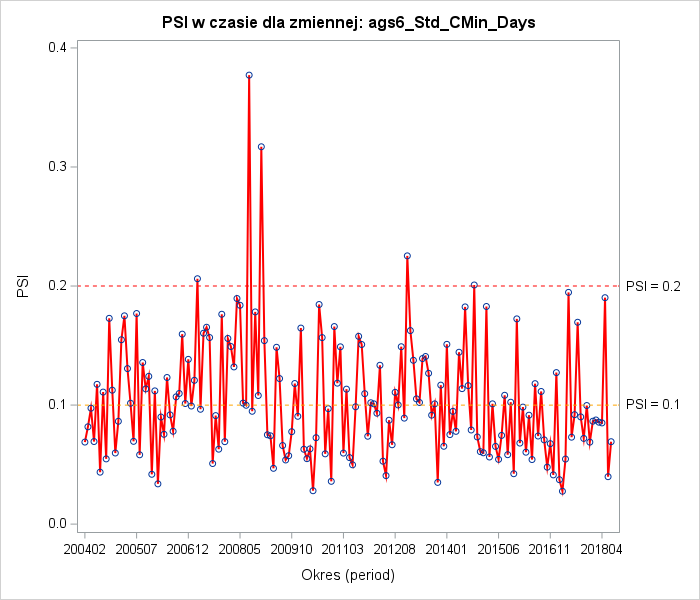 PSI w czasie dla zmiennej: ags6_Std_CMin_Days
0.4
0.3
0.2
0.1
0.0
PSI
PSI = 0.2
PSI = 0.1
200402 200507 200612 200805 200910 201103 201208 201401 201506 201611 201804
Okres (period)